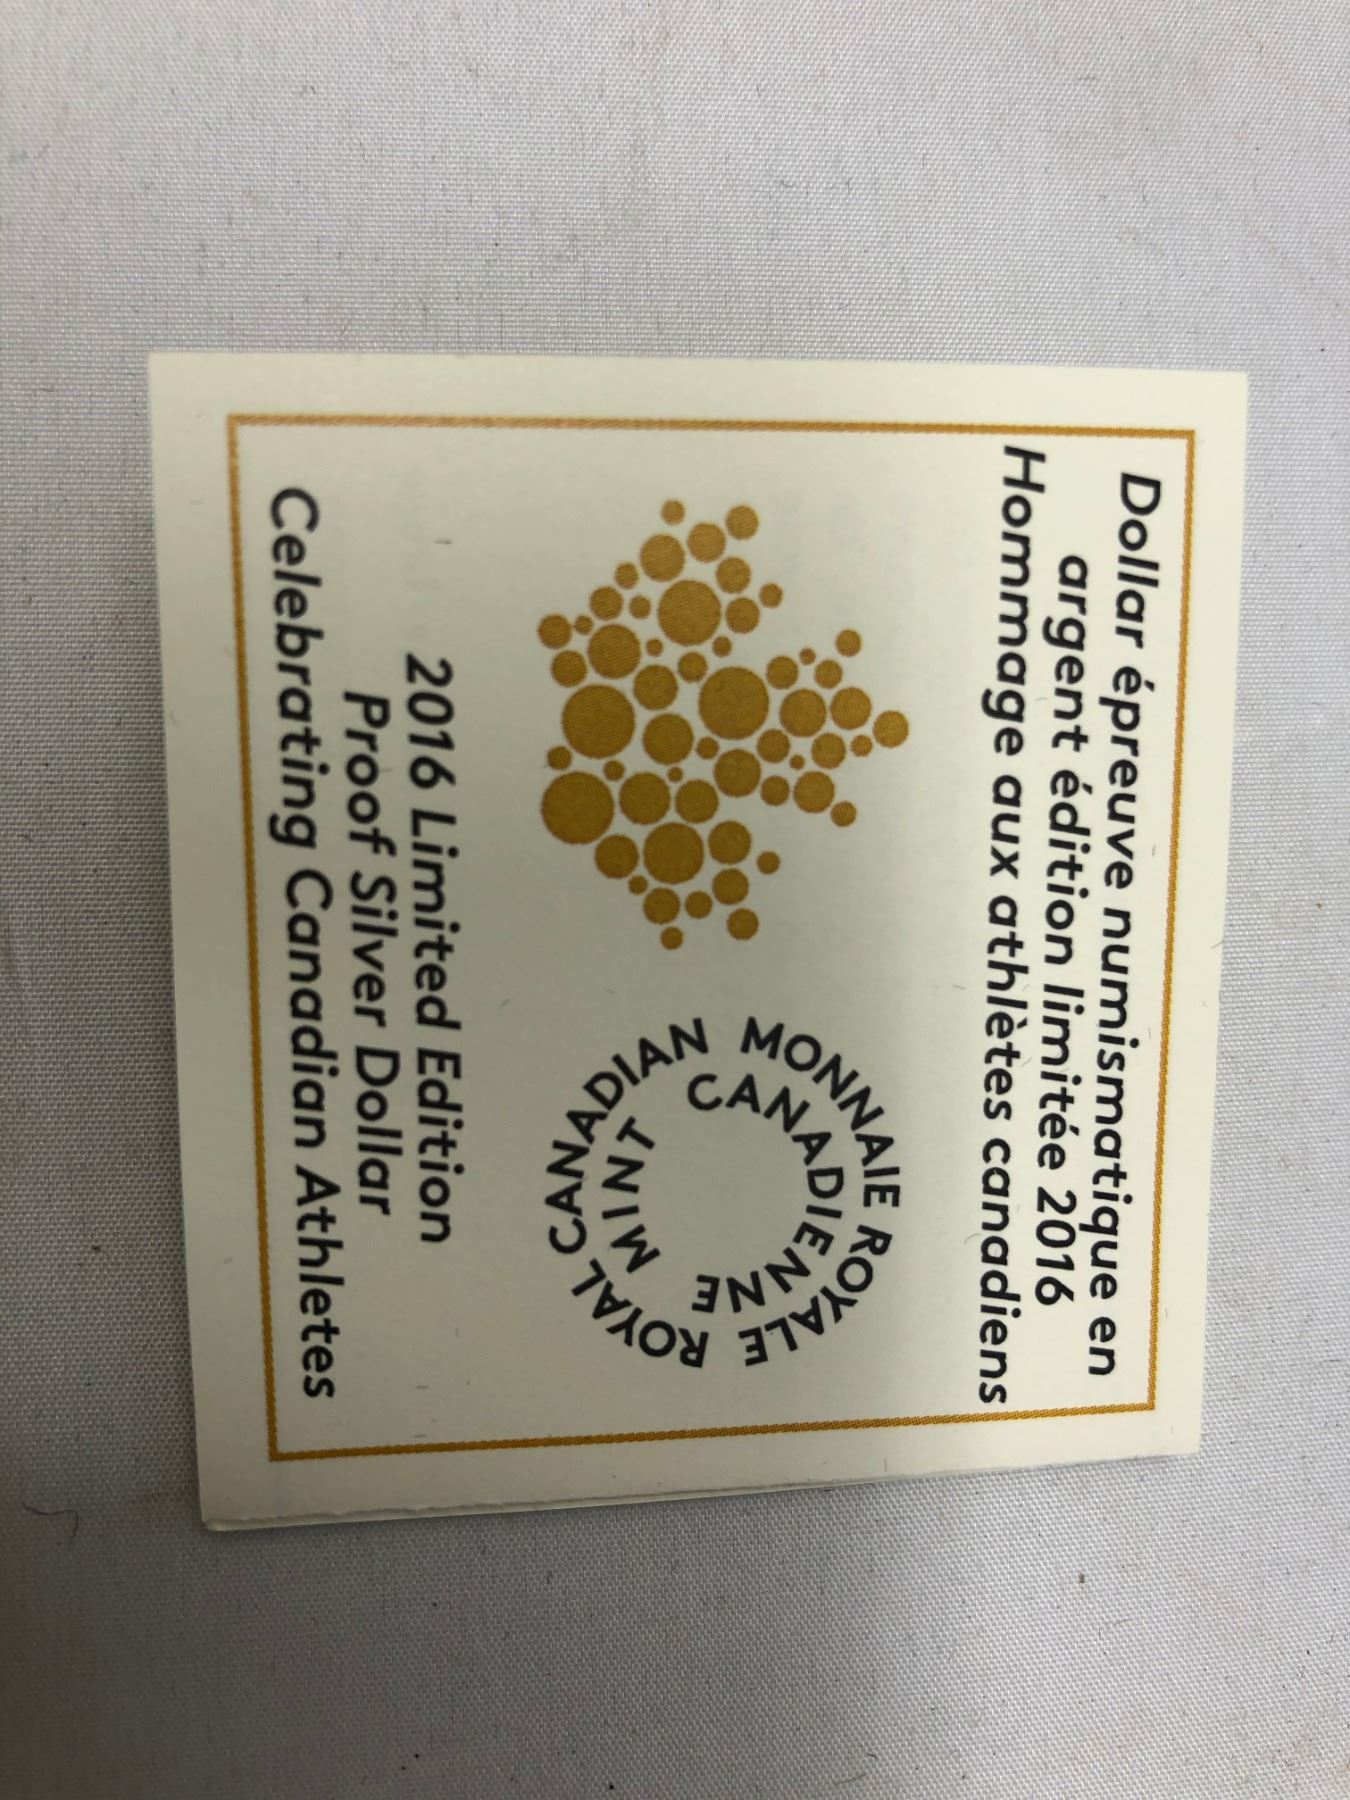 Dollar épreuve numismatique en
argent édition limitée 2016
Hommage aux athlètes canadiens
MONNAIE ROYALE
CANADIENNE
ROYAL CANADIAN
MINT
2016 Limited Edition
Proof Silver Dollar
Celebrating Canadian Athletes